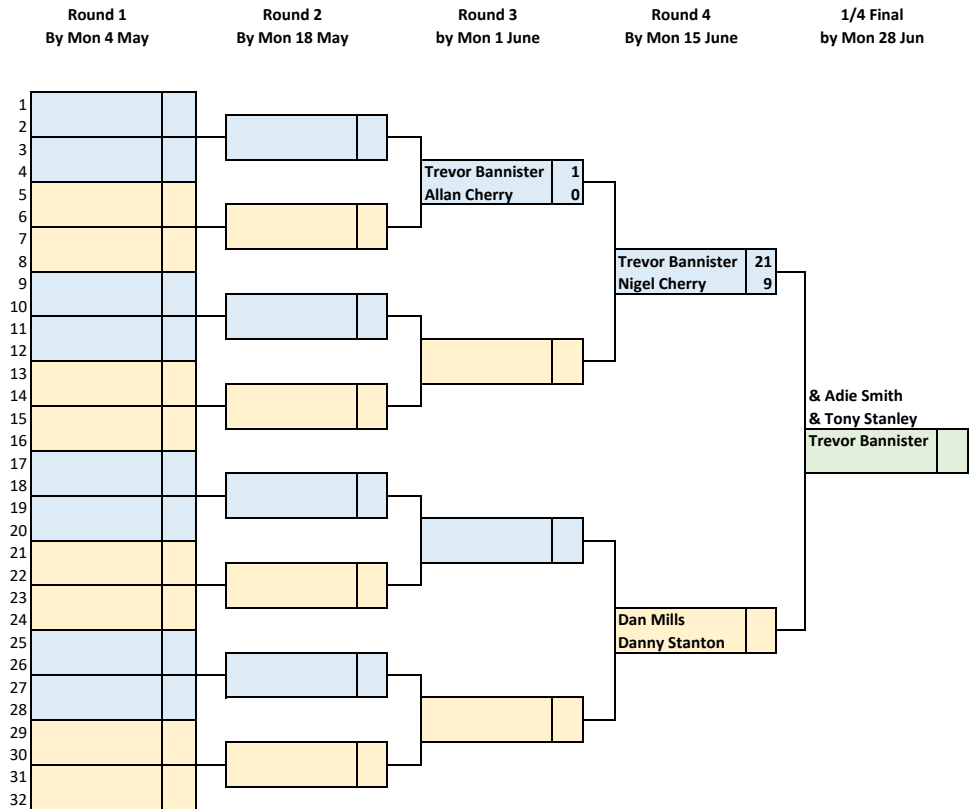 Round 1
By Mon 4 May
Round 2
By Mon 18 May
Round 3
by Mon 1 June
Round 4
By Mon 15 June
1/4 Final
by Mon 28 Jun
1
2
3
4
5
6
7
8
9
10
11
12
13
14
15
16
17
18
19
20
21
22
23
24
25
26
27
28
29
30
31
32
Trevor Bannister 1
Allan Cherry 0
Trevor Bannister 21
Nigel Cherry 9
Dan Mills
Danny Stanton
& Adie Smith
& Tony Stanley
Trevor Bannister